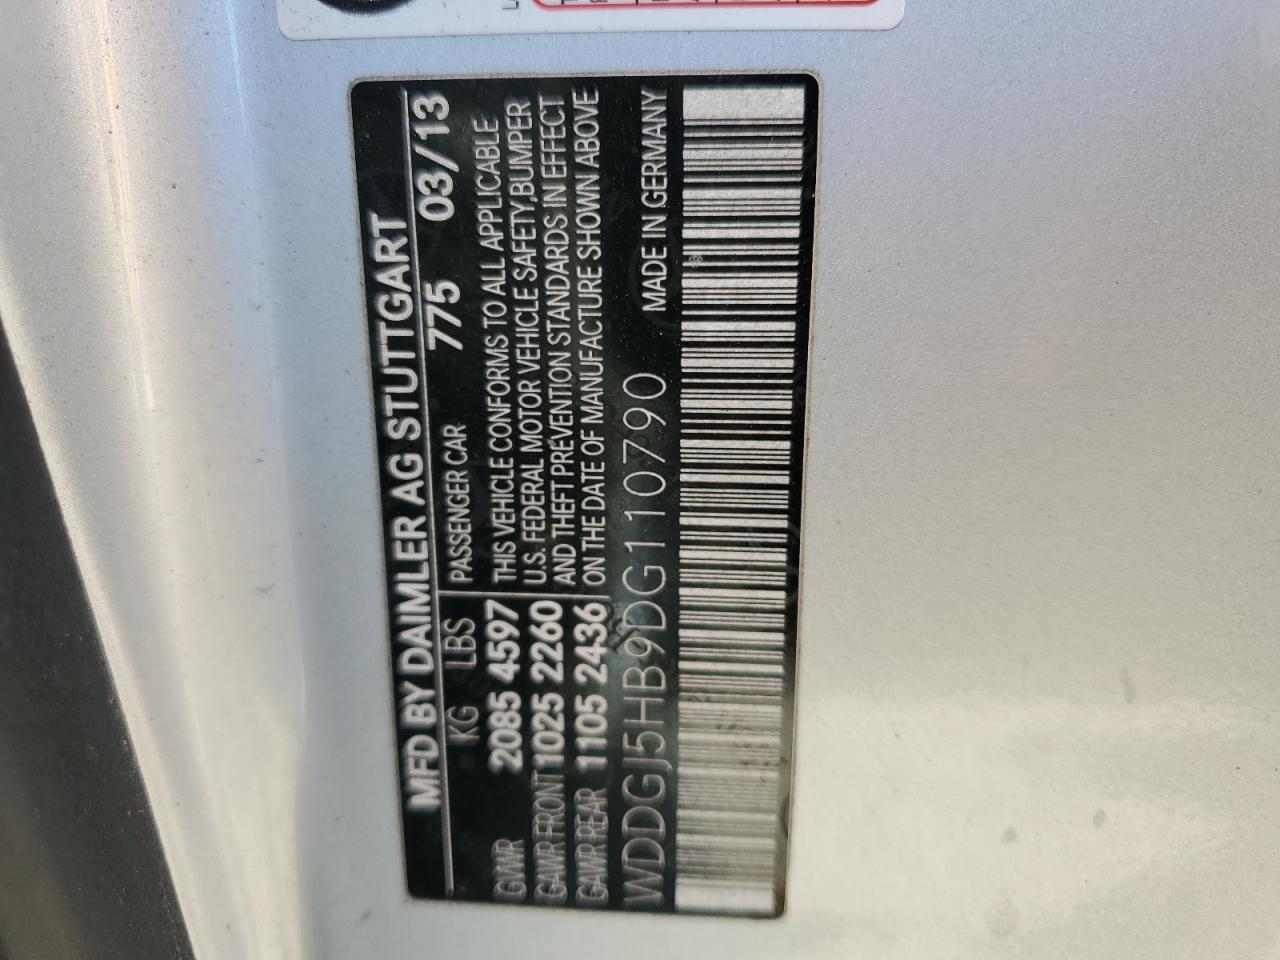 MFD BY DAIMLER AG STUTTGART
KG LBS PASSENGER CAR 775 03/13
GVWR 2085 4597
GAWR FRONT 1025 2260
GAWR REAR 1105 2436
THIS VEHICLE CONFORMS TO ALL APPLICABLE
U.S. FEDERAL MOTOR VEHICLE SAFETY,BUMPER
AND THEFT PREVENTION STANDARDS IN EFFECT
ON THE DATE OF MANUFACTURE SHOWN ABOVE
WDDGJ5HB9DG110790 MADE IN GERMANY